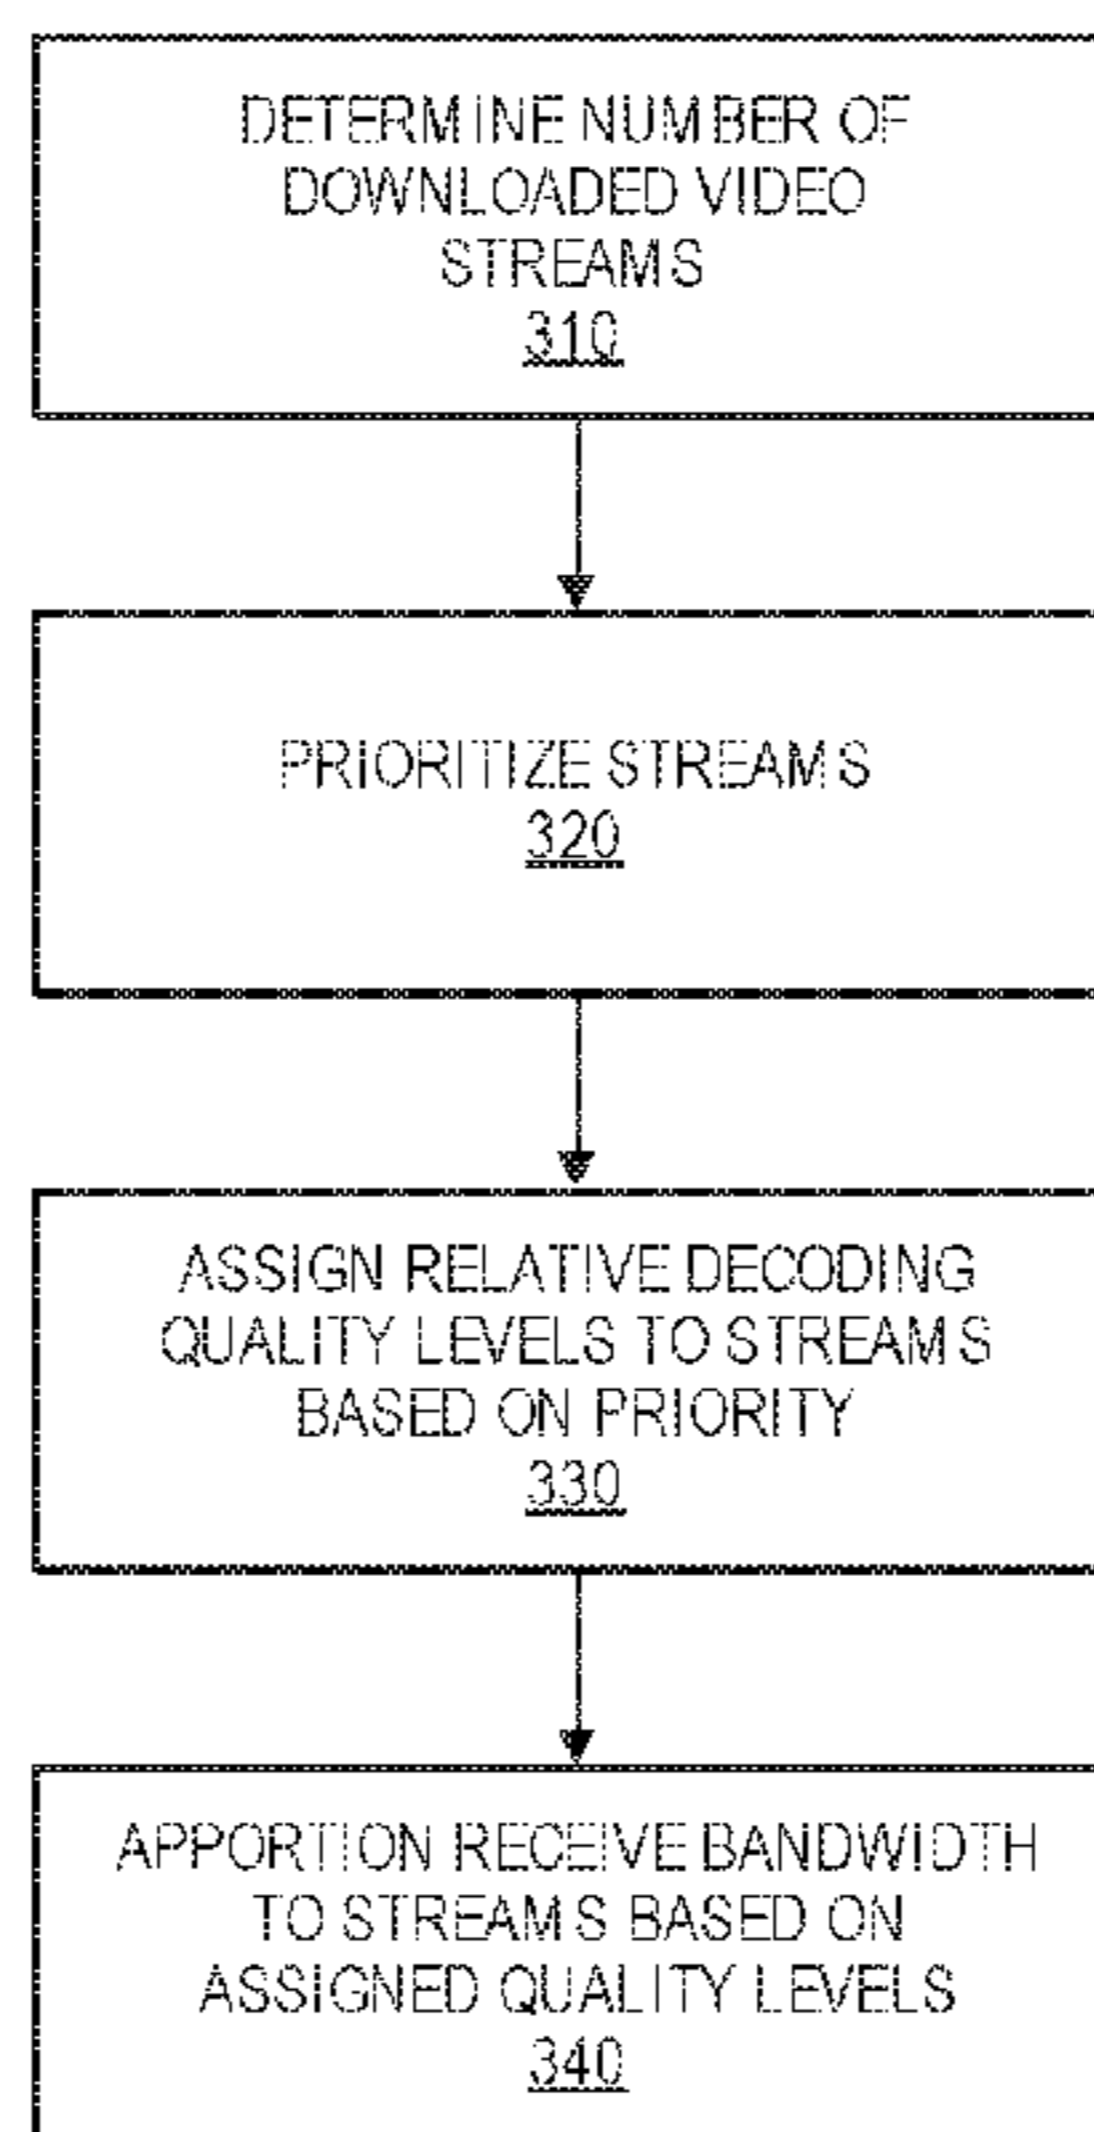 DETERMINE NUMBER OF
DOWNLOADED VIDEO
STREAMS
310
PRIORITIZE STREAMS
320
ASSIGN RELATIVE DECODING
QUALITY LEVELS TO STREAMS
BASED ON PRIORITY
330
APPORTION RECEIVE BANDWIDTH
TO STREAMS BASED ON
ASSIGNED QUALITY LEVELS
340